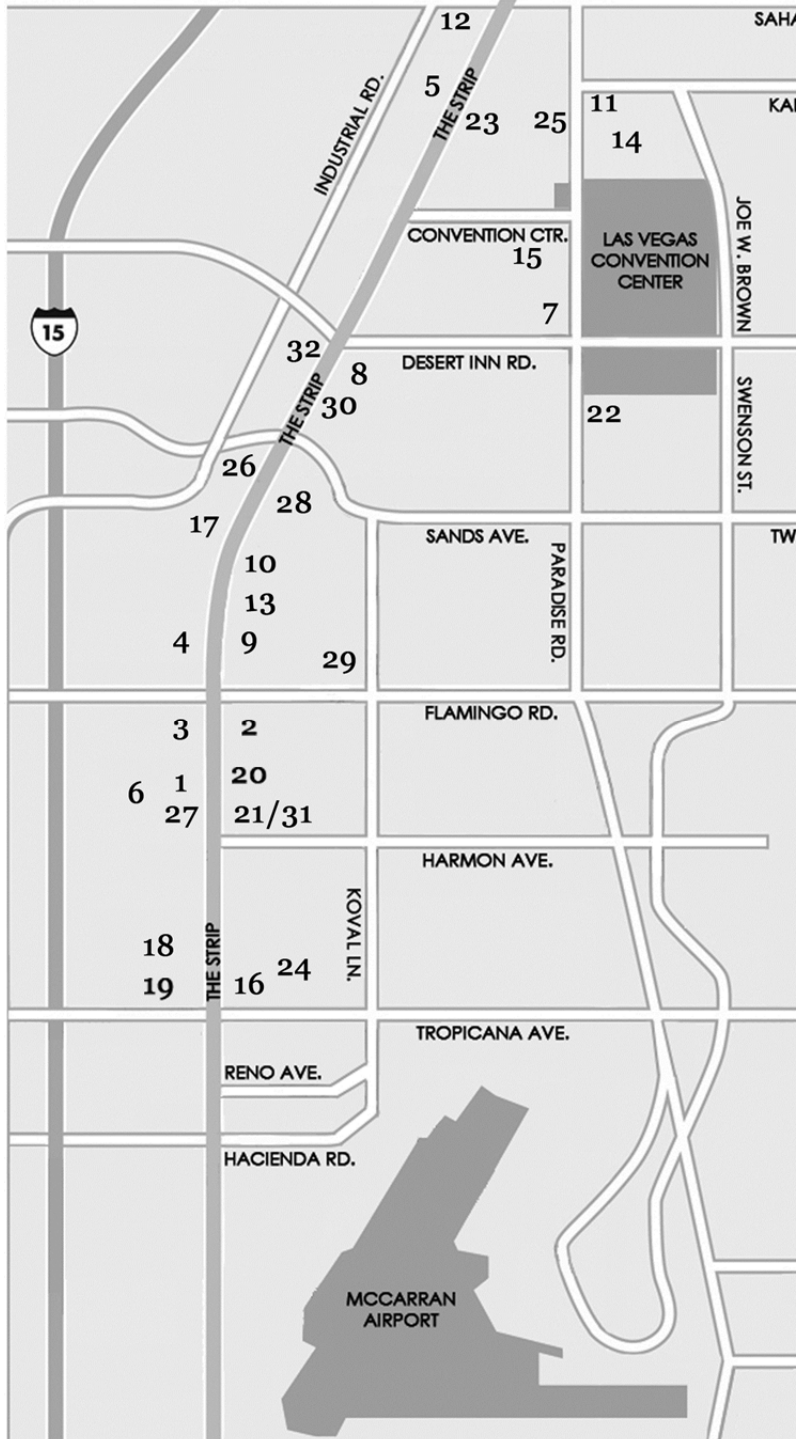 12
SAHA
5
THE STRIP
INDUSTRIAL RD.
23
25
11
KAI
14
JOE W. BROWN
CONVENTION CTR.
15
LAS VEGAS
CONVENTION
CENTER
7
15
32
8
DESERT INN RD.
30
THE STRIP
22
SWENSON ST.
26
28
17
SANDS AVE.
TW
10
PARADISE RD.
13
4
9
29
3
2
FLAMINGO RD.
6
1
20
27
21/31
HARMON AVE.
KOVAL LN.
18
THE STRIP
24
19
16
TROPICANA AVE.
RENO AVE.
HACIENDA RD.
MCCARRAN
AIRPORT